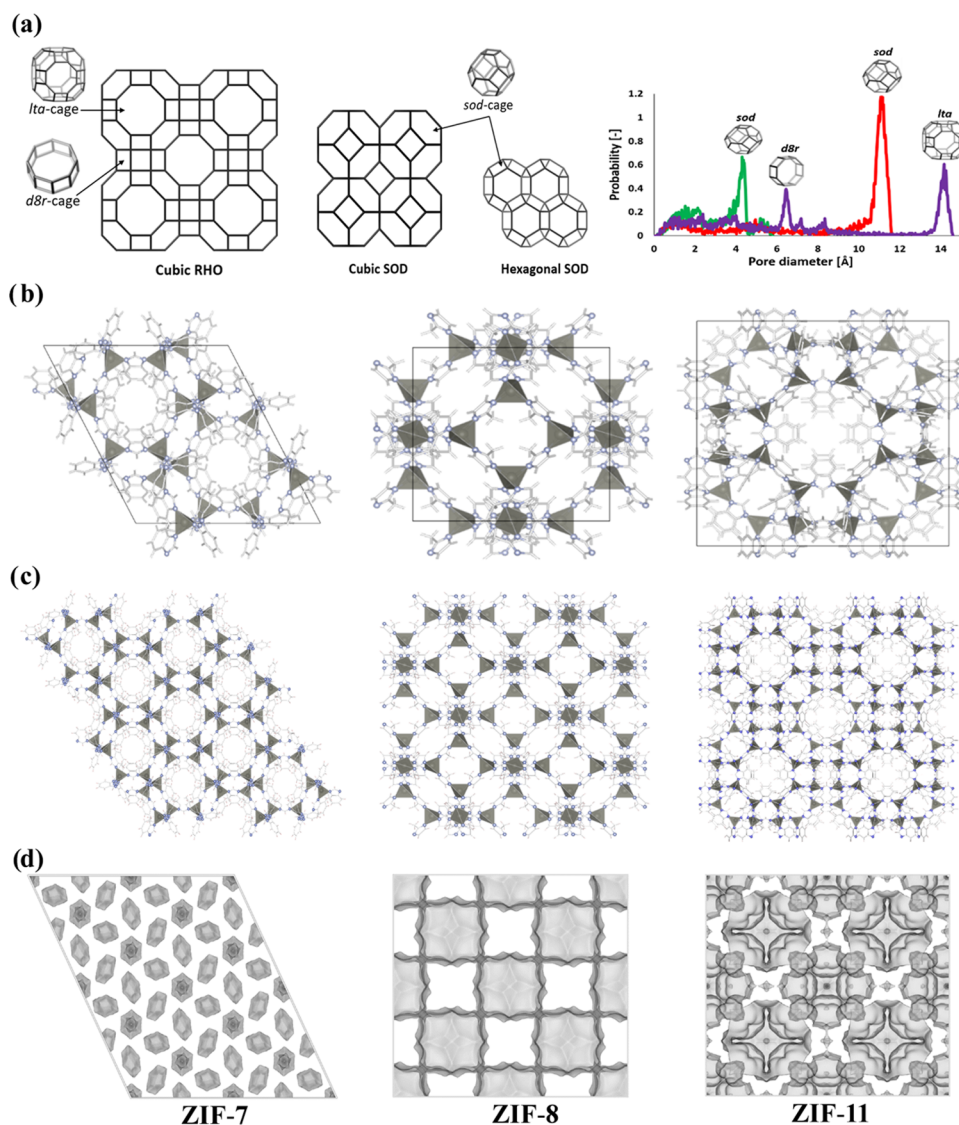 (a)
lta-cage
d8r-cage
Cubic RHO
sod-cage
Cubic SOD
Hexagonal SOD
Probability [-]
1.2
1
0.8
0.6
0.4
0.2
0
sod
d8r
sod
lta
0 2 4 6 8 10 12 14
Pore diameter [Å]
(b)
(c)
(d)
ZIF-7
ZIF-8
ZIF-11